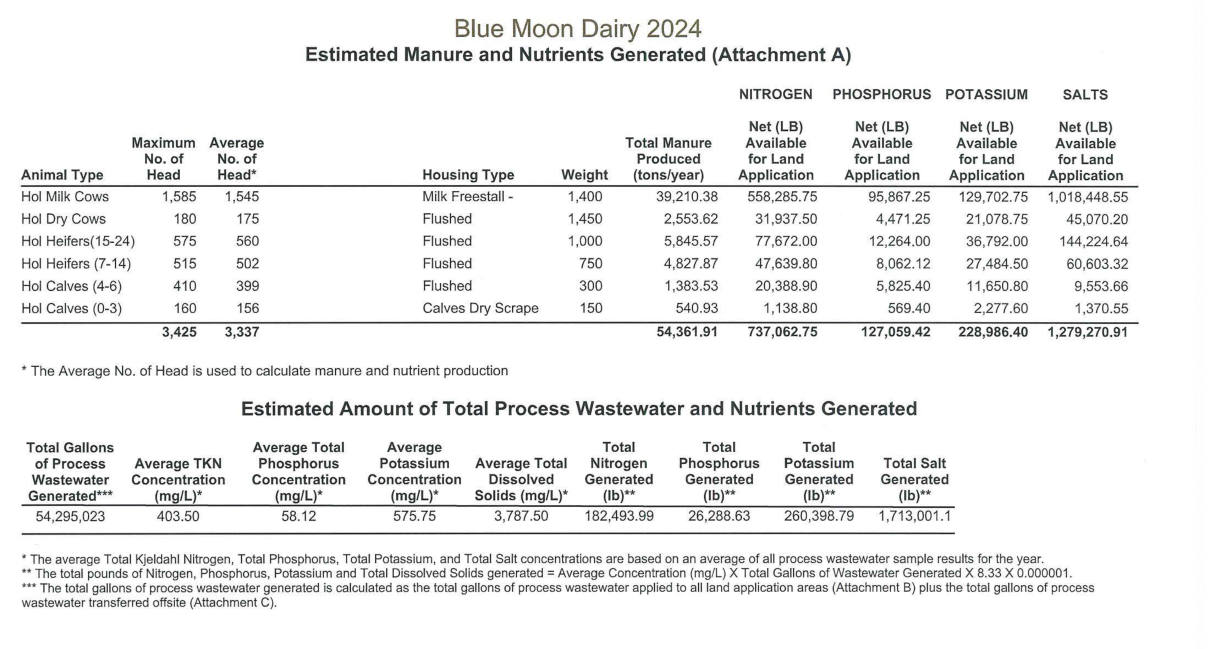 Blue Moon Dairy 2024
Estimated Manure and Nutrients Generated (Attachment A)
NITROGEN PHOSPHORUS POTASSIUM SALTS
Animal Type Maximum No. of Head Average No. of Head* Housing Type Weight Total Manure Produced (tons/year) Net (LB) Available for Land Application Net (LB) Available for Land Application Net (LB) Available for Land Application Net (LB) Available for Land Application
Hol Milk Cows 1,585 1,545 Milk Freestall - 1,400 39,210.38 558,285.75 95,867.25 129,702.75 1,018,448.55
Hol Dry Cows 180 175 Flushed 1,450 2,553.62 31,937.50 4,471.25 21,078.75 45,070.20
Hol Heifers(15-24) 575 560 Flushed 1,000 5,845.57 77,672.00 12,264.00 36,792.00 144,224.64
Hol Heifers (7-14) 515 502 Flushed 750 4,827.87 47,639.80 8,062.12 27,484.50 60,603.32
Hol Calves (4-6) 410 399 Flushed 300 1,383.53 20,388.90 5,825.40 11,650.80 9,553.66
Hol Calves (0-3) 160 156 Calves Dry Scrape 150 540.93 1,138.80 569.40 2,277.60 1,370.55
3,425 3,337 54,361.91 737,062.75 127,059.42 228,986.40 1,279,270.91
* The Average No. of Head is used to calculate manure and nutrient production
Estimated Amount of Total Process Wastewater and Nutrients Generated
Total Gallons of Process Wastewater Generated*** Average TKN Concentration (mg/L)* Average Total Phosphorus Concentration (mg/L)* Average Potassium Concentration (mg/L)* Average Total Dissolved Solids (mg/L)* Total Nitrogen Generated (lb)** Total Phosphorus Generated (lb)** Total Potassium Generated (lb)** Total Salt Generated (lb)**
54,295,023 403.50 58.12 575.75 3,787.50 182,493.99 26,288.63 260,398.79 1,713,001.1
* The average Total Kjeldahl Nitrogen, Total Phosphorus, Total Potassium, and Total Salt concentrations are based on an average of all process wastewater sample results for the year.
** The total pounds of Nitrogen, Phosphorus, Potassium and Total Dissolved Solids generated = Average Concentration (mg/L) X Total Gallons of Wastewater Generated X 8.33 X 0.000001.
*** The total gallons of process wastewater generated is calculated as the total gallons of process wastewater applied to all land application areas (Attachment B) plus the total gallons of process
wastewater transferred offsite (Attachment C).